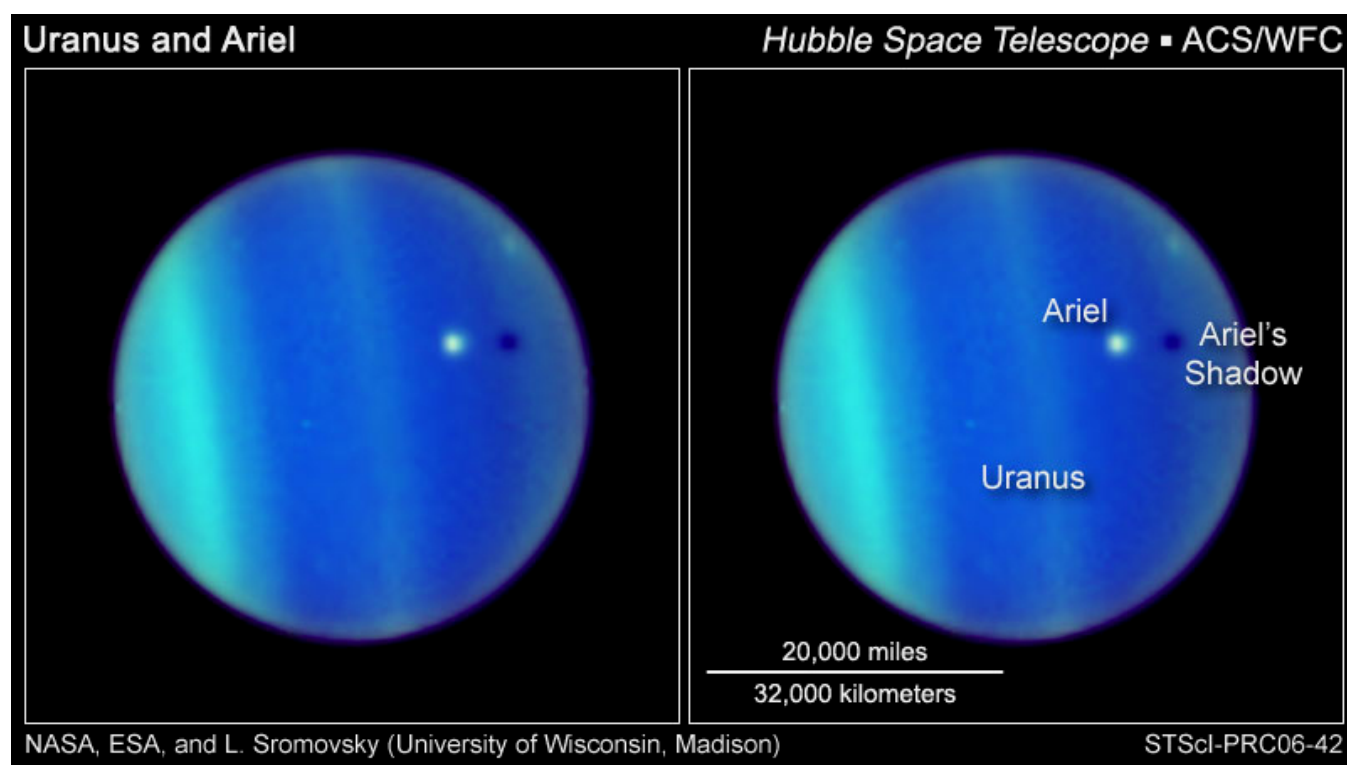 Uranus and Ariel
Hubble Space Telescope ▪ ACS/WFC
Ariel
Ariel's
Shadow
Uranus
20,000 miles
32,000 kilometers
NASA, ESA, and L. Sromovsky (University of Wisconsin, Madison)
STScI-PRC06-42